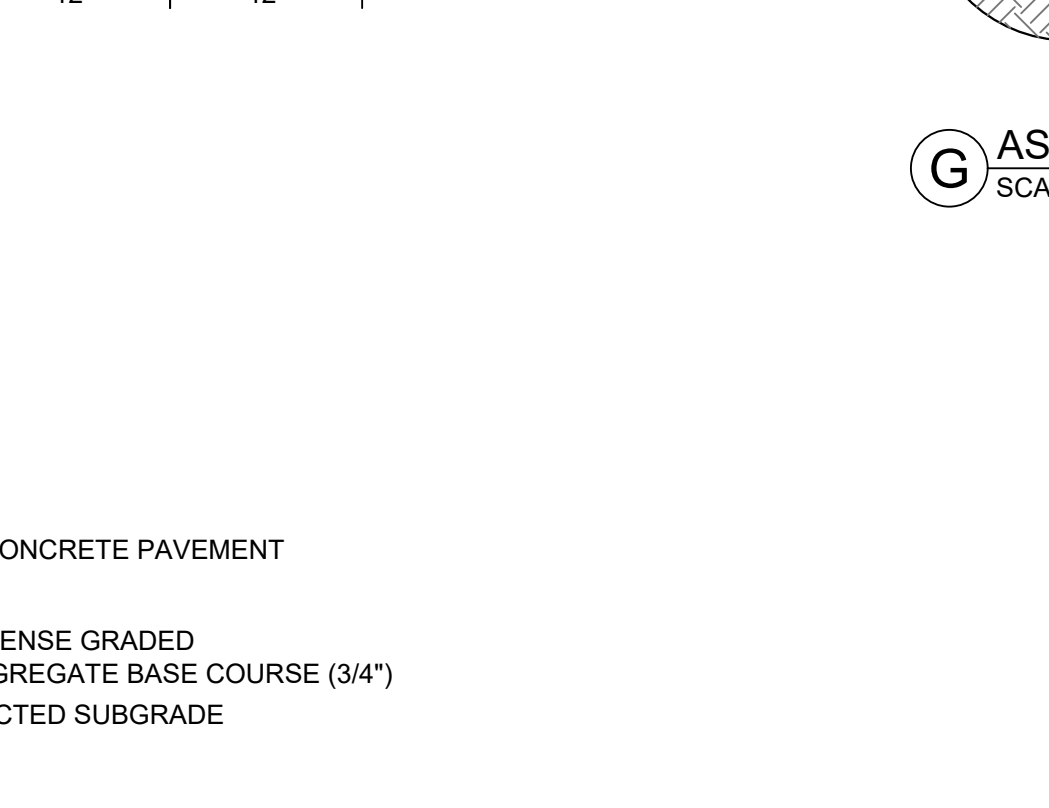 G
AS
SCA
ONCRETE PAVEMENT
ENSE GRADED
GREGATE BASE COURSE (3/4")
CTED SUBGRADE